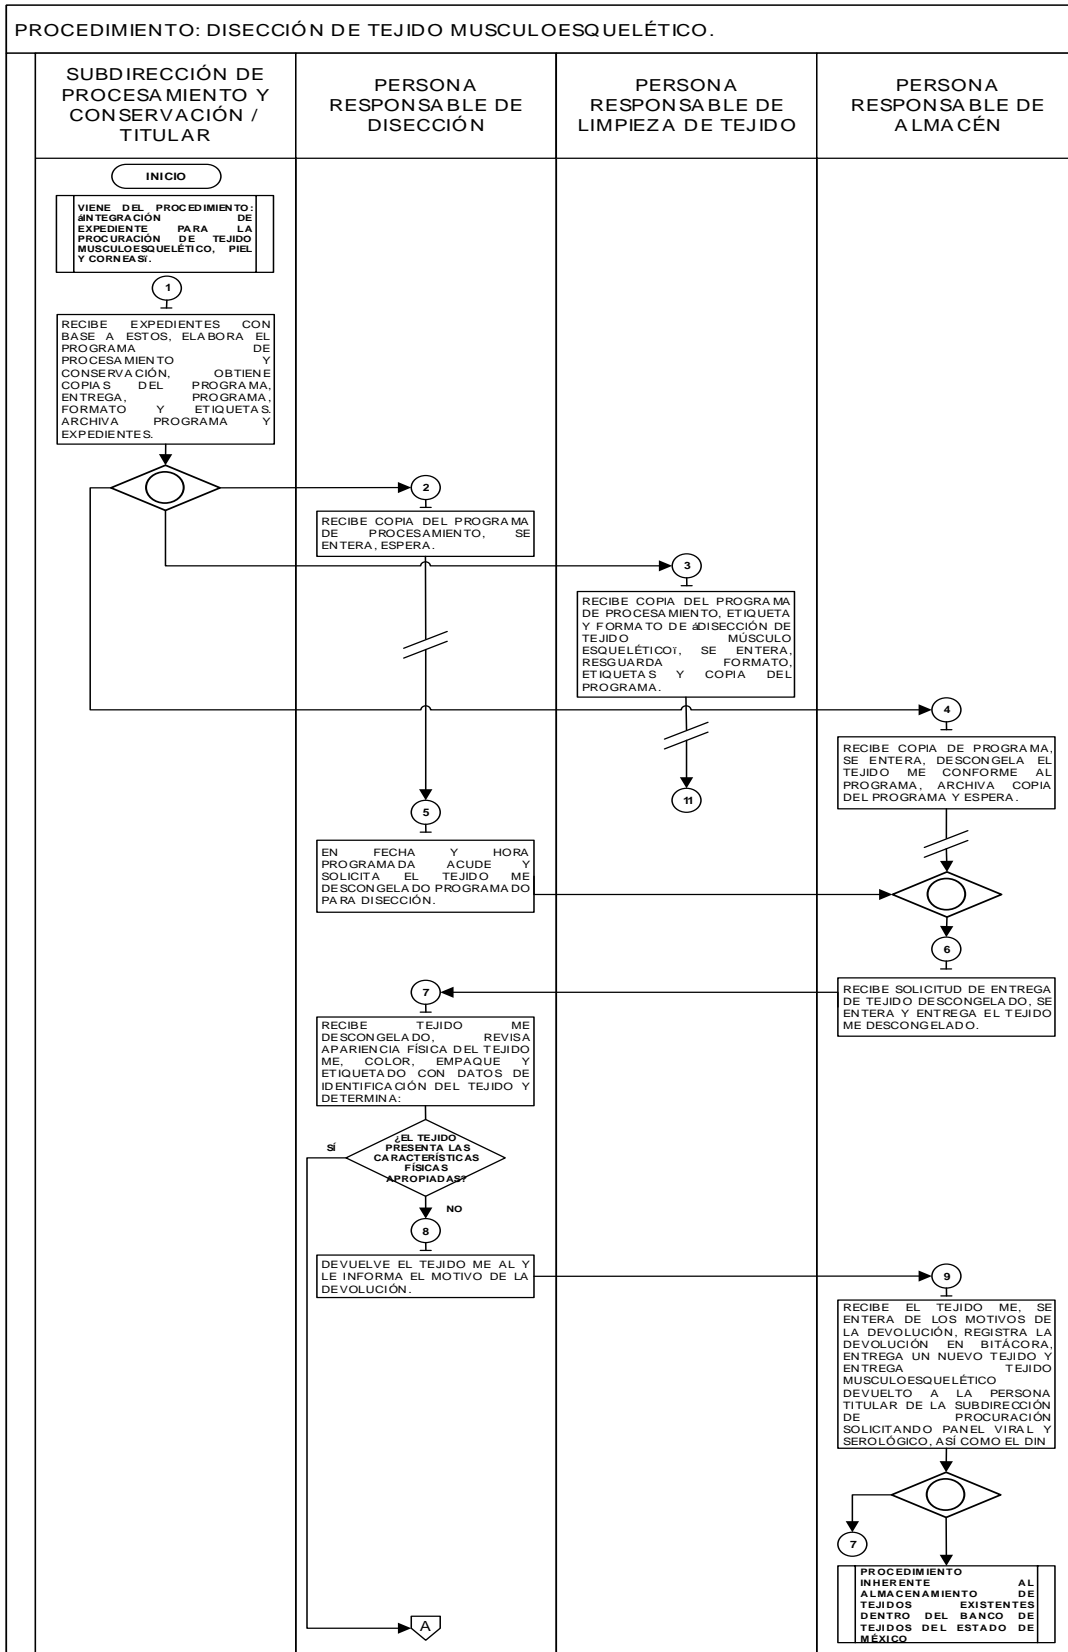 PROCEDIMIENTO: DISECCIÓN DE TEJIDO MUSCULOESQUELÉTICO.
SUBDIRECCIÓN DE
PROCESAMIENTO Y
CONSERVACIÓN /
TITULAR
PERSONA
RESPONSABLE DE
DISECCIÓN
PERSONA
RESPONSABLE DE
LIMPIEZA DE TEJIDO
PERSONA
RESPONSABLE DE
ALMACÉN
INICIO
VIENE DEL PROCEDIMIENTO:
áINTEGRACIÓN DE
EXPEDIENTE PARA LA
PROCURACIÓN DE TEJIDO
MUSCULOESQUELÉTICO, PIEL
Y CORNEASï.
1
RECIBE EXPEDIENTES CON
BASE A ESTOS, ELABORA EL
PROGRAMA DE
PROCESAMIENTO Y
CONSERVACIÓN, OBTIENE
COPIAS DEL PROGRAMA,
ENTREGA, PROGRAMA,
FORMATO Y ETIQUETAS.
ARCHIVA PROGRAMA Y
EXPEDIENTES.
2
RECIBE COPIA DEL PROGRAMA
DE PROCESAMIENTO, SE
ENTERA, ESPERA.
3
RECIBE COPIA DEL PROGRAMA
DE PROCESAMIENTO, ETIQUETA
Y FORMATO DE áDISECCIÓN DE
TEJIDO MÚSCULO
ESQUELÉTICOï, SE ENTERA,
RESGUARDA FORMATO,
ETIQUETAS Y COPIA DEL
PROGRAMA.
4
RECIBE COPIA DE PROGRAMA,
SE ENTERA, DESCONGELA EL
TEJIDO ME CONFORME AL
PROGRAMA, ARCHIVA COPIA
DEL PROGRAMA Y ESPERA.
11
5
EN FECHA Y HORA
PROGRAMADA ACUDE Y
SOLICITA EL TEJIDO ME
DESCONGELADO PROGRAMADO
PARA DISECCIÓN.
6
RECIBE SOLICITUD DE ENTREGA
DE TEJIDO DESCONGELADO, SE
ENTERA Y ENTREGA EL TEJIDO
ME DESCONGELADO.
7
RECIBE TEJIDO ME
DESCONGELADO, REVISA
APARIENCIA FÍSICA DEL TEJIDO
ME, COLOR, EMPAQUE Y
ETIQUETADO CON DATOS DE
IDENTIFICACIÓN DEL TEJIDO Y
DETERMINA:
SÍ
¿EL TEJIDO
PRESENTA LAS
CARACTERÍSTICAS
FÍSICAS
APROPIADAS?
NO
8
DEVUELVE EL TEJIDO ME AL Y
LE INFORMA EL MOTIVO DE LA
DEVOLUCIÓN.
9
RECIBE EL TEJIDO ME, SE
ENTERA DE LOS MOTIVOS DE
LA DEVOLUCIÓN, REGISTRA LA
DEVOLUCIÓN EN BITÁCORA,
ENTREGA UN NUEVO TEJIDO Y
ENTREGA TEJIDO
MUSCULOESQUELÉTICO
DEVUELTO A LA PERSONA
TITULAR DE LA SUBDIRECCIÓN
DE PROCURACIÓN
SOLICITANDO PANEL VIRAL Y
SEROLÓGICO, ASÍ COMO EL DIN
7
PROCEDIMIENTO
INHERENTE AL
ALMACENAMIENTO DE
TEJIDOS EXISTENTES
DENTRO DEL BANCO DE
TEJIDOS DEL ESTADO DE
MÉXICO
A